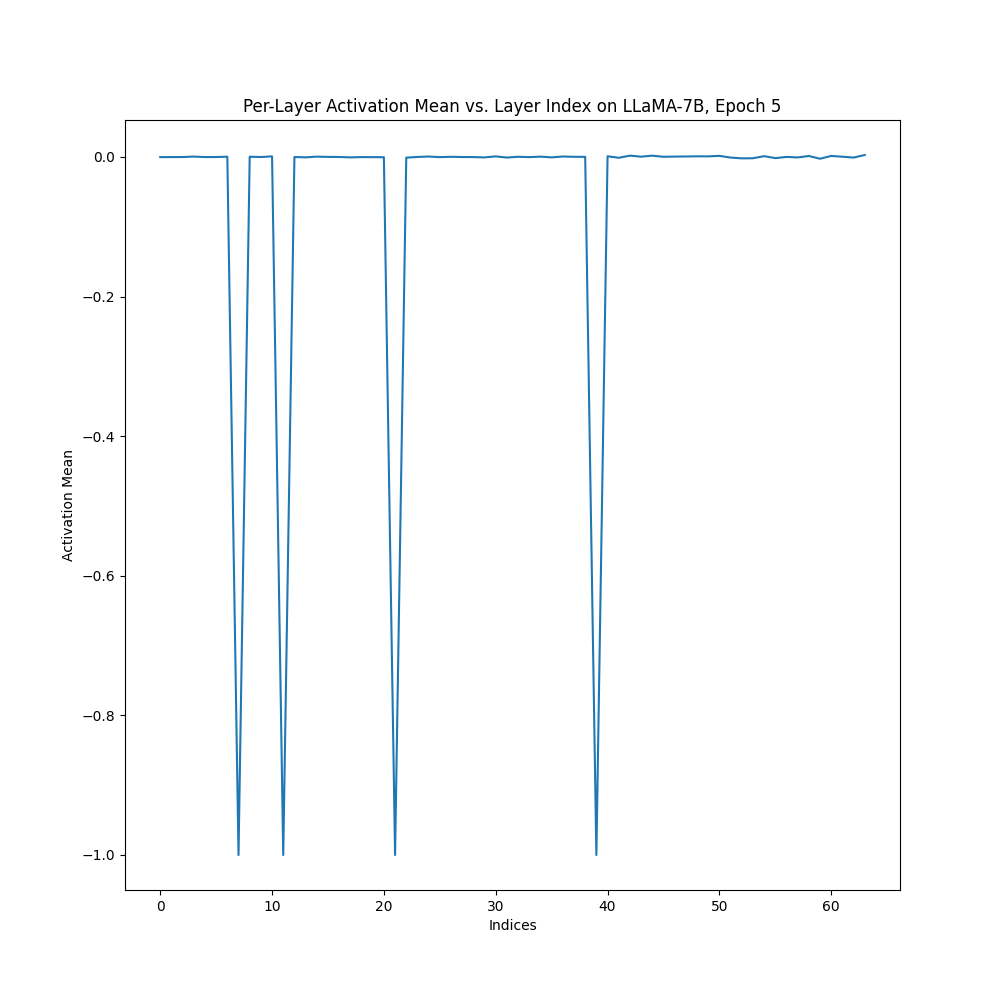 Per-Layer Activation Mean vs. Layer Index on LLaMA-7B, Epoch 5
0.0
−0.2
−0.4
−0.6
−0.8
−1.0
Activation Mean
0 10 20 30 40 50 60
Indices